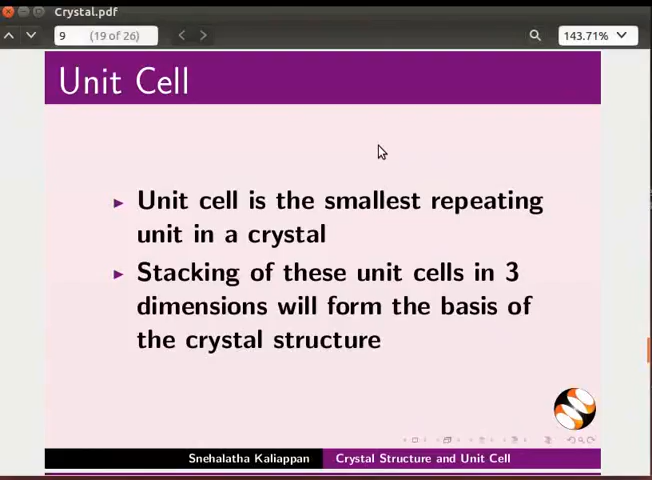 Crystal.pdf
9 (19 of 26) 143.71%
Unit Cell
Unit cell is the smallest repeating
unit in a crystal
Stacking of these unit cells in 3
dimensions will form the basis of
the crystal structure
Snehalatha Kaliappan Crystal Structure and Unit Cell